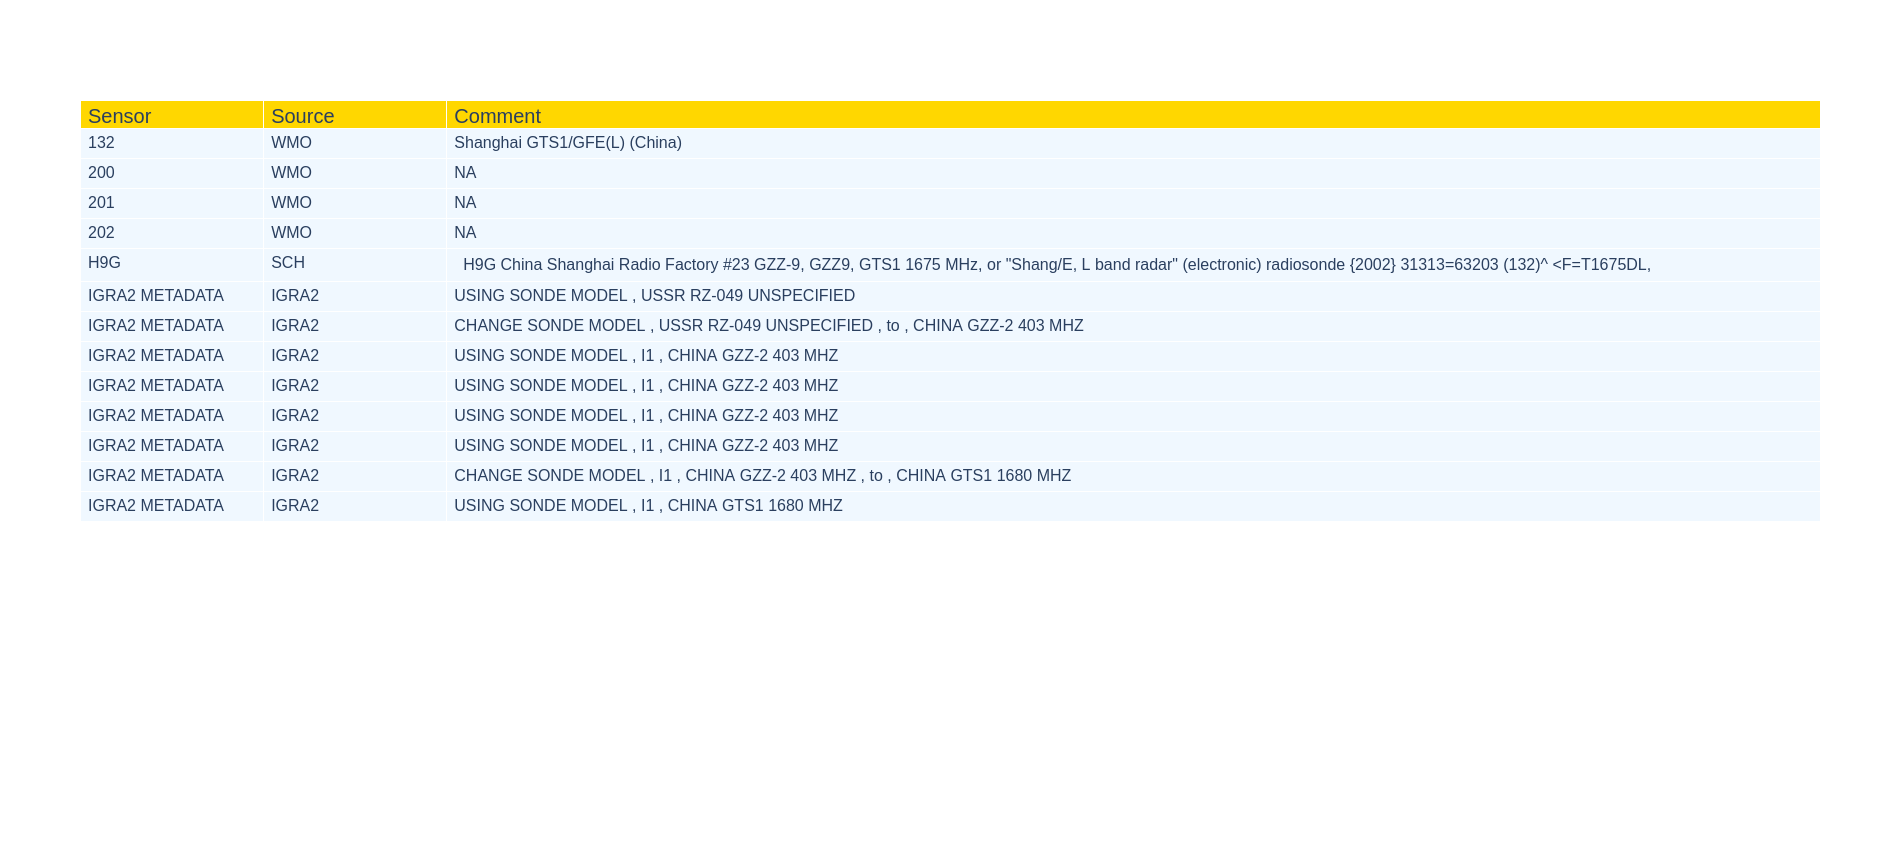 Sensor Source Comment
132 WMO Shanghai GTS1/GFE(L) (China)
200 WMO NA
201 WMO NA
202 WMO NA
H9G SCH H9G China Shanghai Radio Factory #23 GZZ-9, GZZ9, GTS1 1675 MHz, or "Shang/E, L band radar" (electronic) radiosonde {2002} 31313=63203 (132)^ <F=T1675DL,
IGRA2 METADATA IGRA2 USING SONDE MODEL , USSR RZ-049 UNSPECIFIED
IGRA2 METADATA IGRA2 CHANGE SONDE MODEL , USSR RZ-049 UNSPECIFIED , to , CHINA GZZ-2 403 MHZ
IGRA2 METADATA IGRA2 USING SONDE MODEL , I1 , CHINA GZZ-2 403 MHZ
IGRA2 METADATA IGRA2 USING SONDE MODEL , I1 , CHINA GZZ-2 403 MHZ
IGRA2 METADATA IGRA2 USING SONDE MODEL , I1 , CHINA GZZ-2 403 MHZ
IGRA2 METADATA IGRA2 USING SONDE MODEL , I1 , CHINA GZZ-2 403 MHZ
IGRA2 METADATA IGRA2 CHANGE SONDE MODEL , I1 , CHINA GZZ-2 403 MHZ , to , CHINA GTS1 1680 MHZ
IGRA2 METADATA IGRA2 USING SONDE MODEL , I1 , CHINA GTS1 1680 MHZ